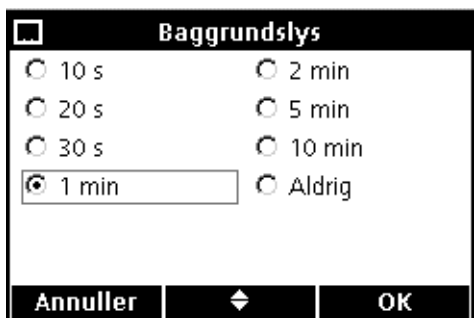 Baggrundslys
10 s
20 s
30 s
1 min
2 min
5 min
10 min
Aldrig
Annuller
OK